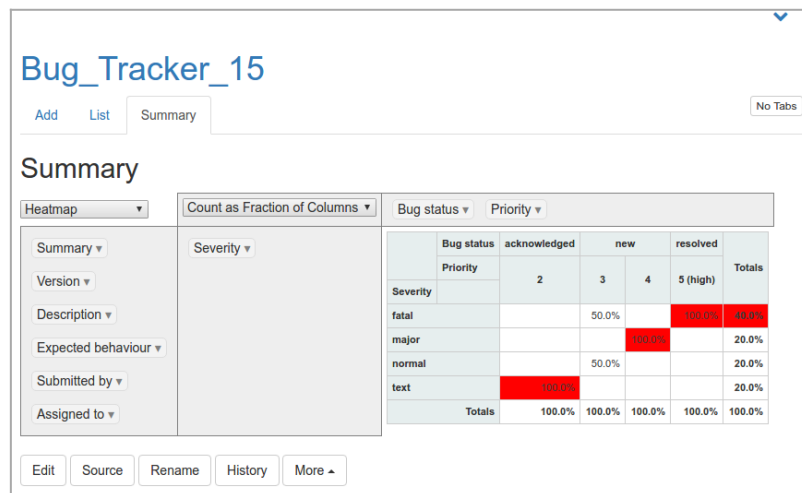 Bug_Tracker_15
Add List Summary
No Tabs
Summary
Heatmap Count as Fraction of Columns Bug status Priority
Summary
Version
Description
Expected behaviour
Submitted by
Assigned to
Severity
Bug status acknowledged new resolved Totals
Priority 2 3 4 5 (high)
Severity
fatal 50.0% 100.0% 40.0%
major 100.0% 20.0%
normal 50.0% 20.0%
text 100.0% 20.0%
Totals 100.0% 100.0% 100.0% 100.0% 100.0%
Edit Source Rename History More